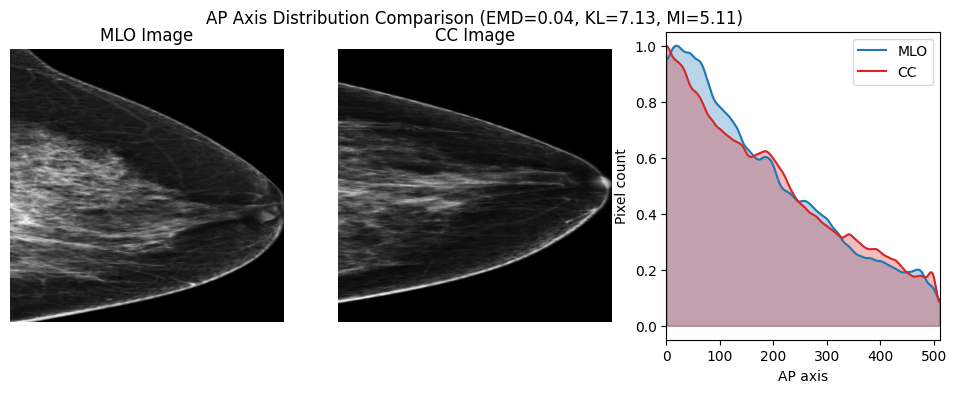 AP Axis Distribution Comparison (EMD=0.04, KL=7.13, MI=5.11)
MLO Image
CC Image
MLO
CC
Pixel count
1.0
0.8
0.6
0.4
0.2
0.0
0 100 200 300 400 500
AP axis